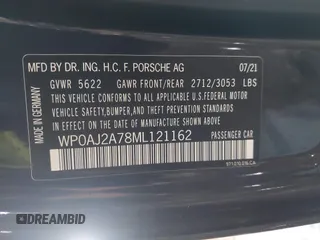 MFD BY DR. ING. H.C. F. PORSCHE AG 07/21
GVWR 5622 GAWR FRONT/REAR 2712/3053 LBS
THIS VEHICLE CONFORMS TO ALL APPLICABLE U.S. FEDERAL MOTOR
VEHICLE SAFETY, BUMPER, AND THEFT PREVENTION STANDARDS IN
EFFECT ON THE DATE OF MANUFACTURE SHOWN ABOVE.
WP0AJ2A78ML121162 PASSENGER CAR
MADE IN GERMANY
DREAMBID